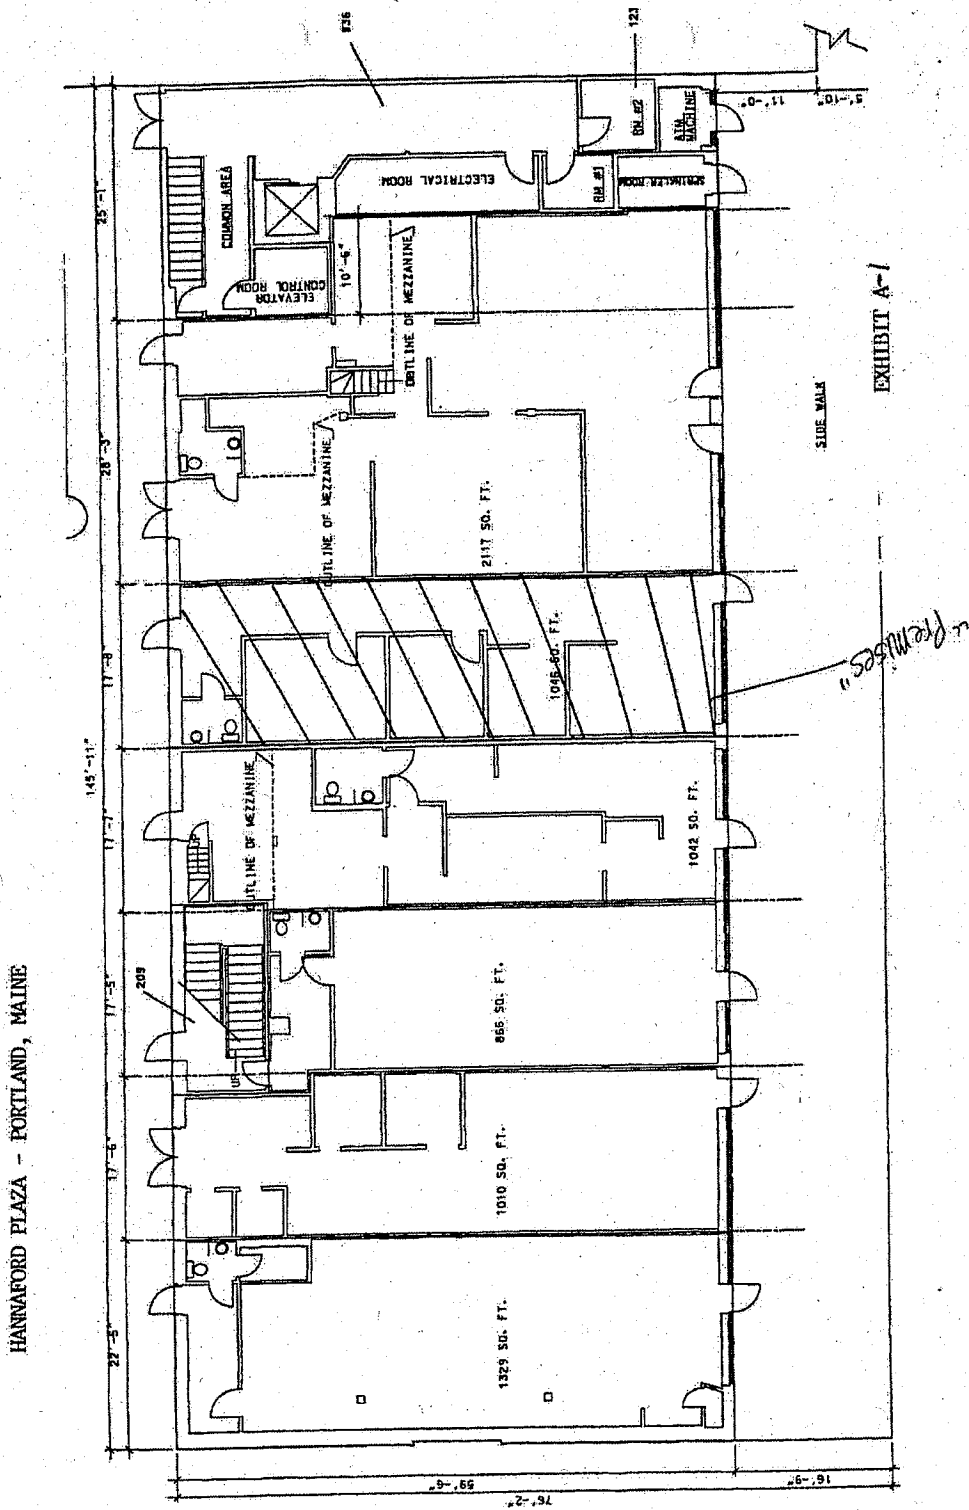 HANNAFORD PLAZA - PORTLAND, MAINE
145'-11"
22'-5"
17'-6"
17'-5"
17'-7"
17'-8"
28'-3"
25'-1"
936
123
209
UP
UP
COMMON AREA
ELEVATOR
CONTROL ROOM
ELECTRICAL ROOM
RM #1
RM #2
ATM
MACHINE
SPRINKLER ROOM
10'-6"
OUTLINE OF MEZZANINE
OUTLINE OF MEZZANINE
OUTLINE OF MEZZANINE
1329 SQ. FT.
1010 SQ. FT.
866 SQ. FT.
1042 SQ. FT.
1046 SQ. FT.
2117 SQ. FT.
"Premises"
SIDE WALK
EXHIBIT A-1
11'-0"
5'-10"
59'-6"
76'-2"
16'-9"